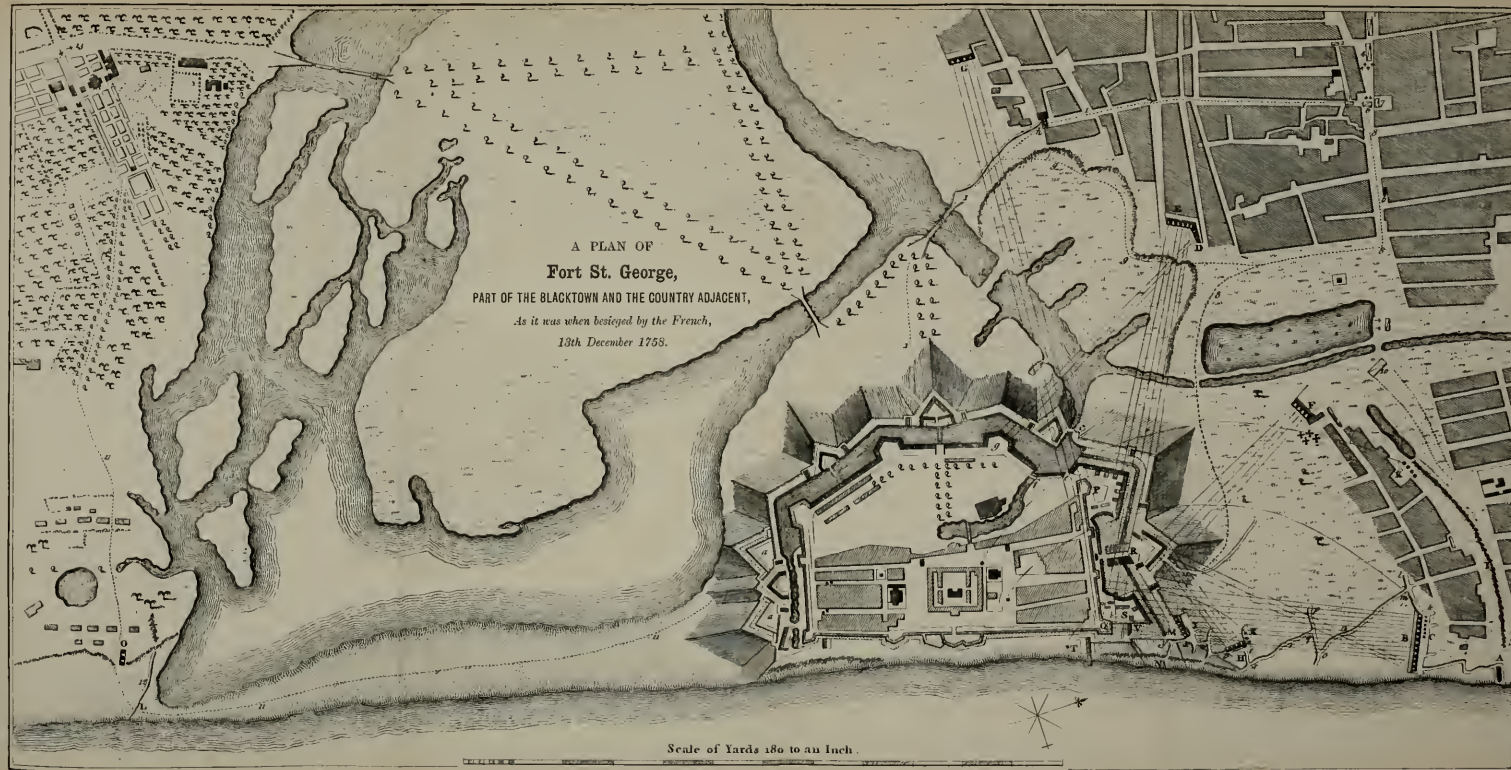 A PLAN OF
Fort St. George,
PART OF THE BLACKTOWN AND THE COUNTRY ADJACENT,
As it was when besieged by the French,
13th December 1758.
E
D
P
R
S
T
M
H
B
C
A
O
L
11
Scale of Yards 180 to an Inch.